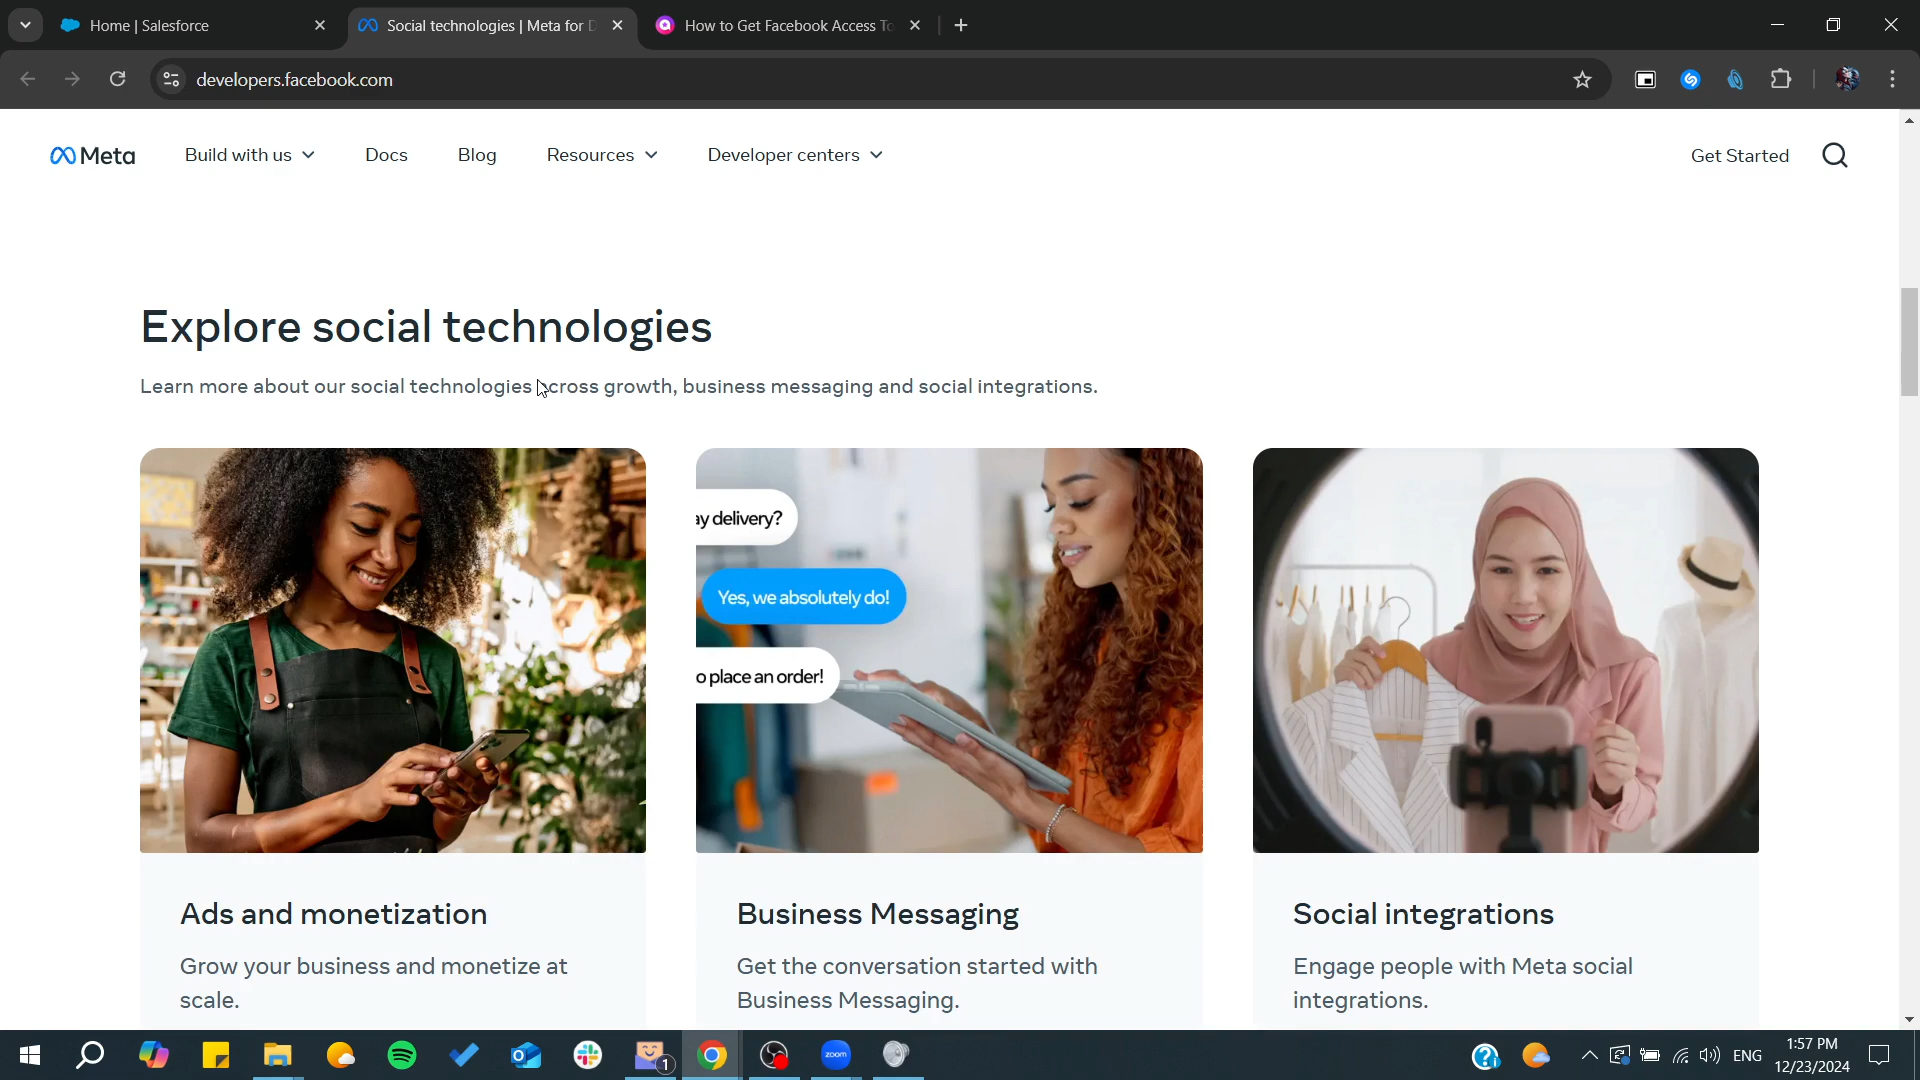 Home | Salesforce
Social technologies | Meta for D
How to Get Facebook Access To
developers.facebook.com
Meta
Build with us
Docs
Blog
Resources
Developer centers
Get Started
Explore social technologies
Learn more about our social technologies across growth, business messaging and social integrations.
ay delivery?
Yes, we absolutely do!
o place an order!
Ads and monetization
Grow your business and monetize at
scale.
Business Messaging
Get the conversation started with
Business Messaging.
Social integrations
Engage people with Meta social
integrations.
1
zoom
ENG
1:57 PM
12/23/2024